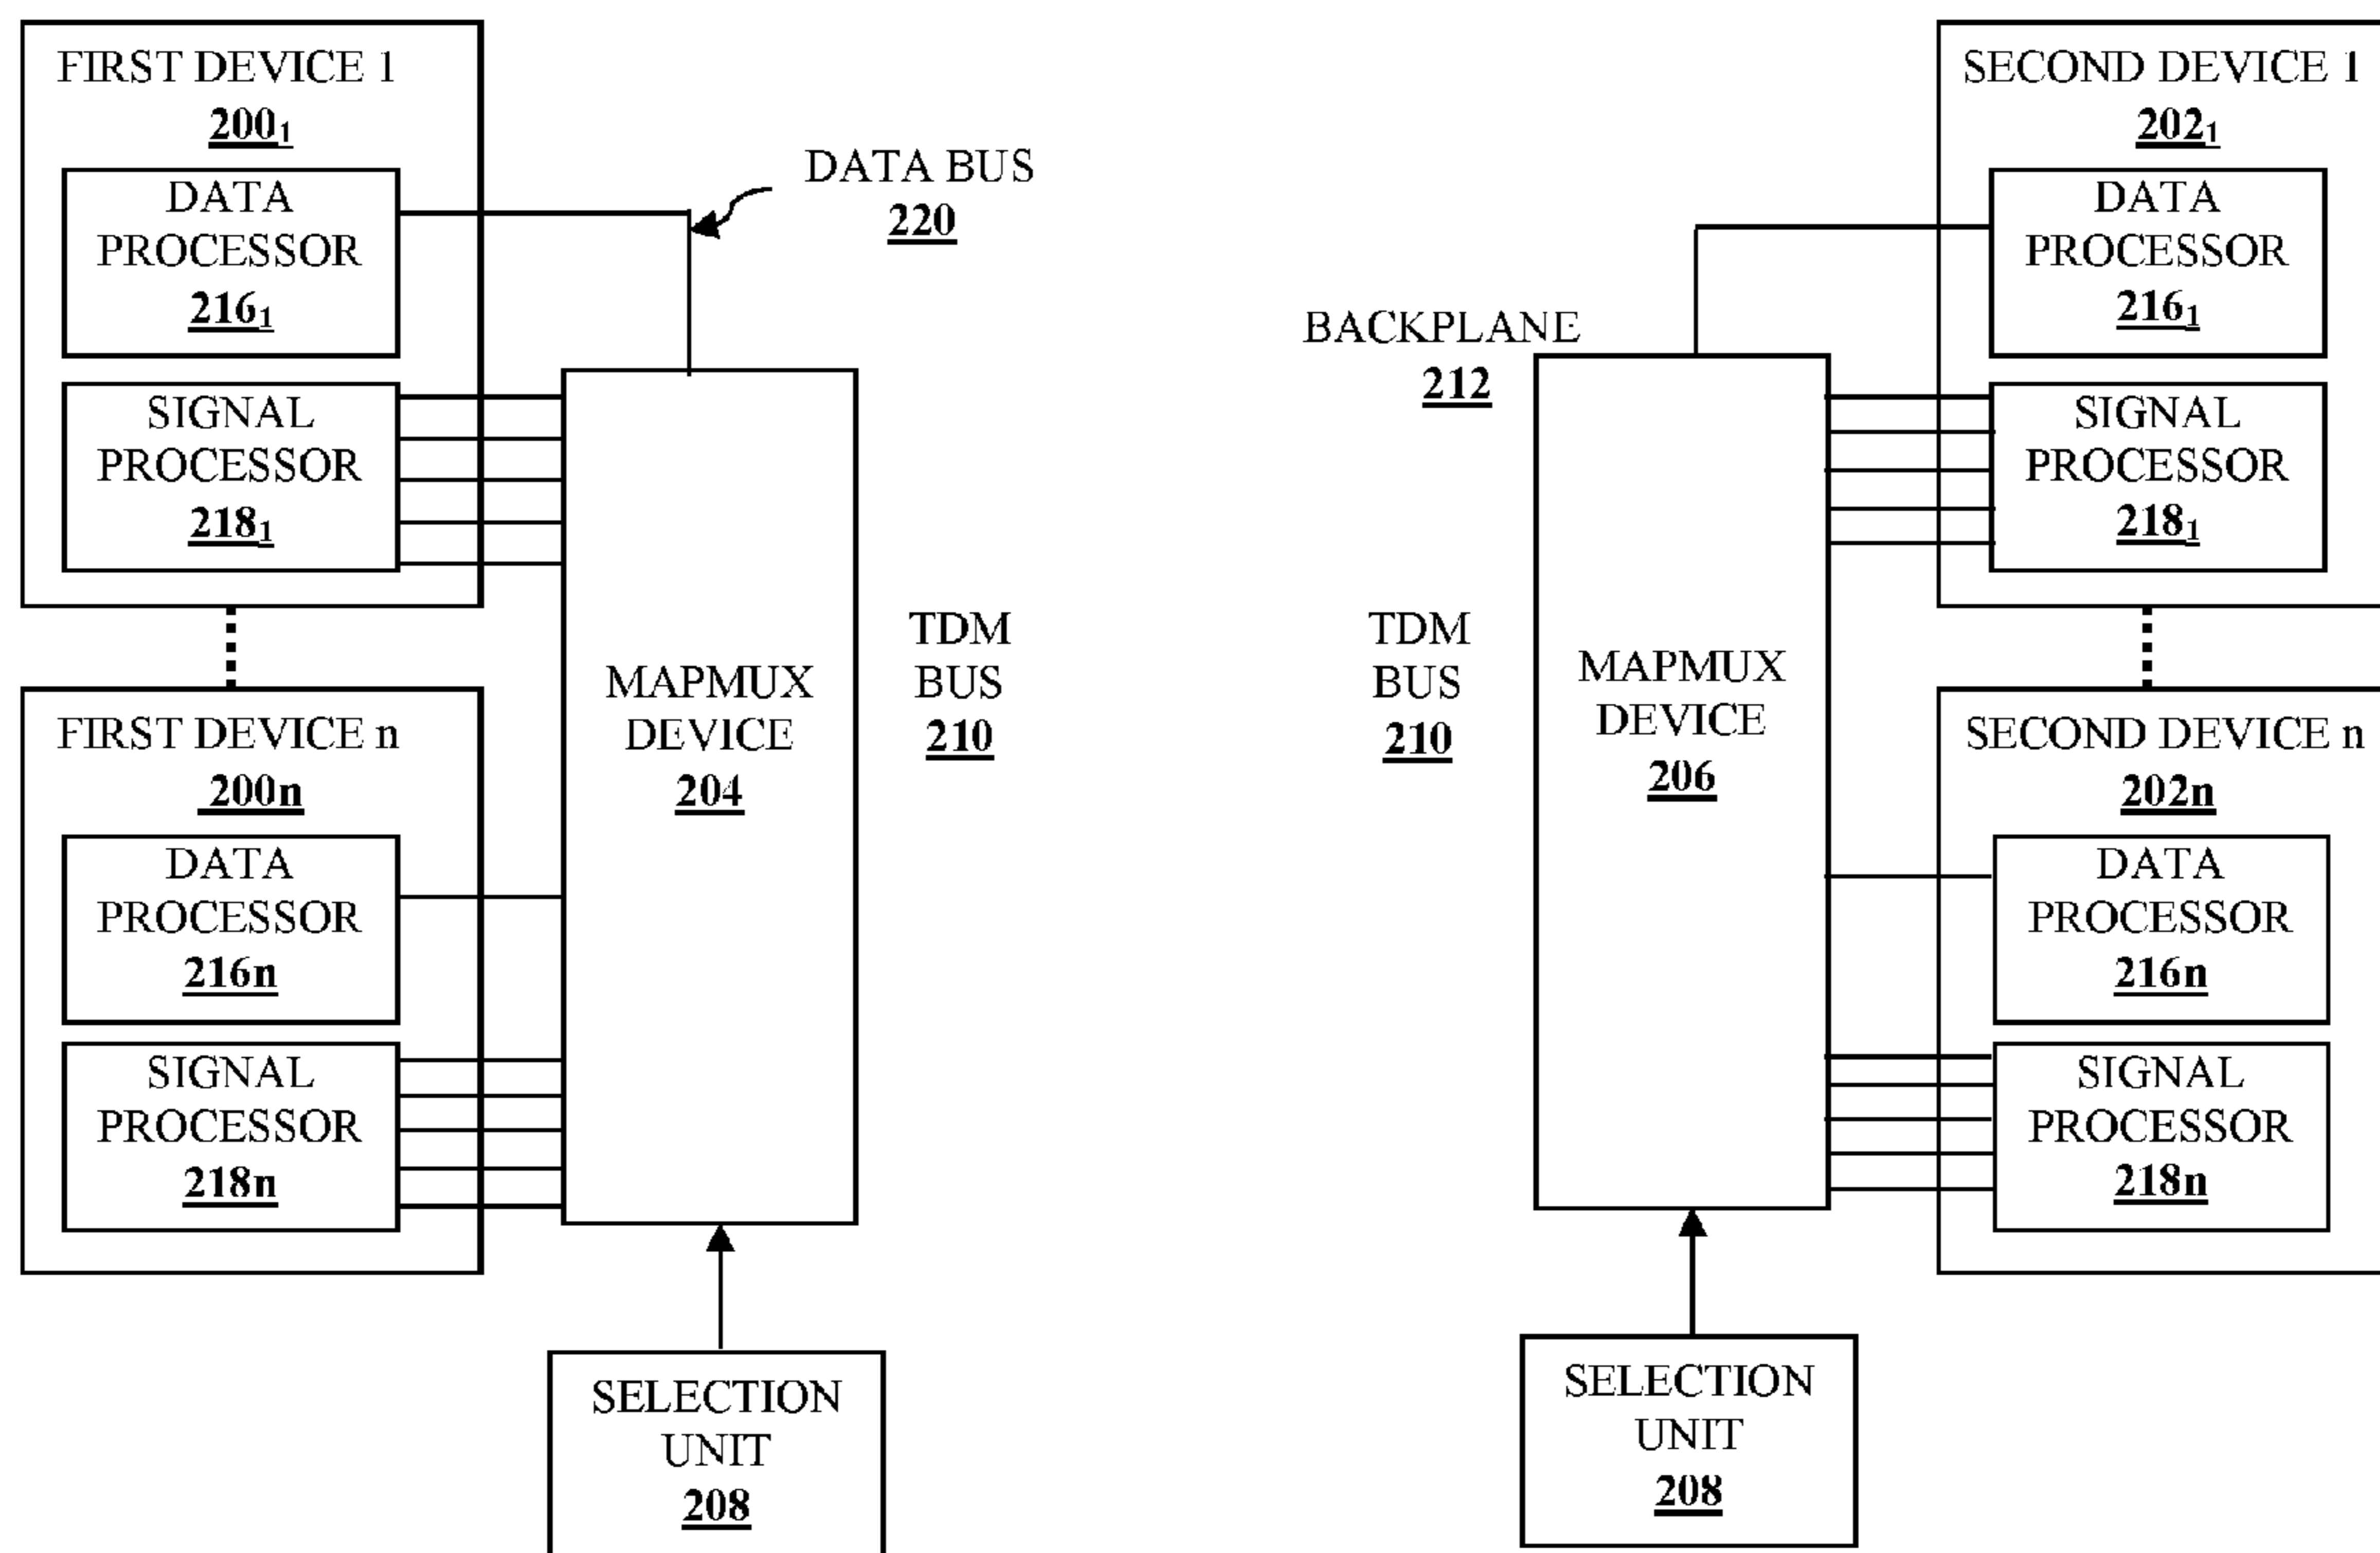 FIRST DEVICE 1
200₁
DATA
PROCESSOR
216₁
SIGNAL
PROCESSOR
218₁
FIRST DEVICE n
200n
DATA
PROCESSOR
216n
SIGNAL
PROCESSOR
218n
DATA BUS
220
MAPMUX
DEVICE
204
TDM
BUS
210
SELECTION
UNIT
208
BACKPLANE
212
TDM
BUS
210
MAPMUX
DEVICE
206
SELECTION
UNIT
208
SECOND DEVICE 1
202₁
DATA
PROCESSOR
216₁
SIGNAL
PROCESSOR
218₁
SECOND DEVICE n
202n
DATA
PROCESSOR
216n
SIGNAL
PROCESSOR
218n